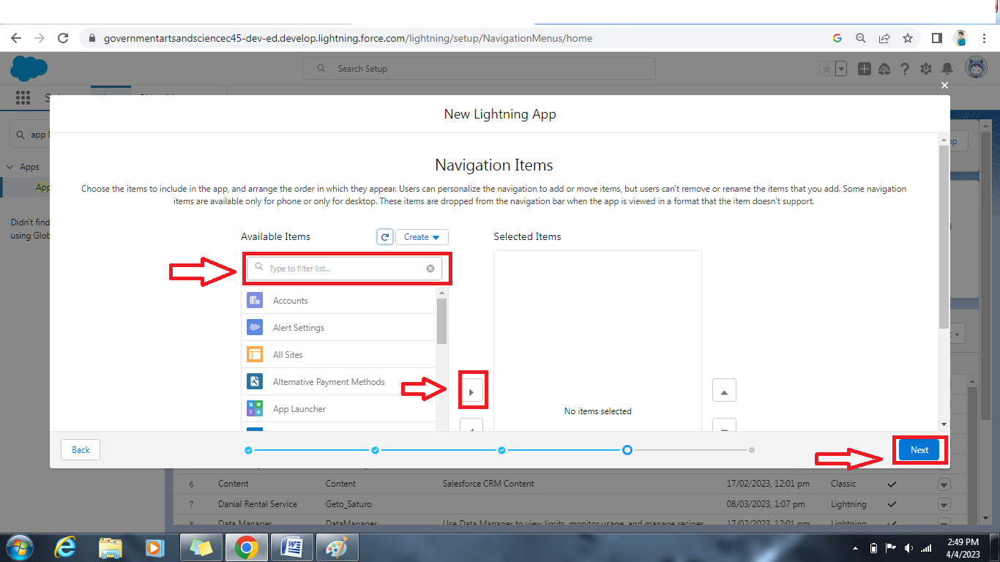 governmentartsandsciencec45-dev-ed.develop.lightning.force.com/lightning/setup/NavigationMenus/home
Search Setup
New Lightning App
app
Apps
App
Didn't find
using Glob
Navigation Items
Choose the items to include in the app, and arrange the order in which they appear. Users can personalize the navigation to add or move items, but users can't remove or rename the items that you add. Some navigation
items are available only for phone or only for desktop. These items are dropped from the navigation bar when the app is viewed in a format that the item doesn't support.
Available Items
Create
Selected Items
Type to filter list...
Accounts
Alert Settings
All Sites
Alternative Payment Methods
App Launcher
No items selected
Back
Next
6 Content Content Salesforce CRM Content 17/02/2023, 12:01 pm Classic
7 Danial Rental Service Geto_Saturo 08/03/2023, 1:07 pm Lightning
8 Data Manager DataManager Use Data Manager to view limits, monitor usage, and manage recipes 17/02/2023, 12:01 pm Lightning
2:49 PM
4/4/2023